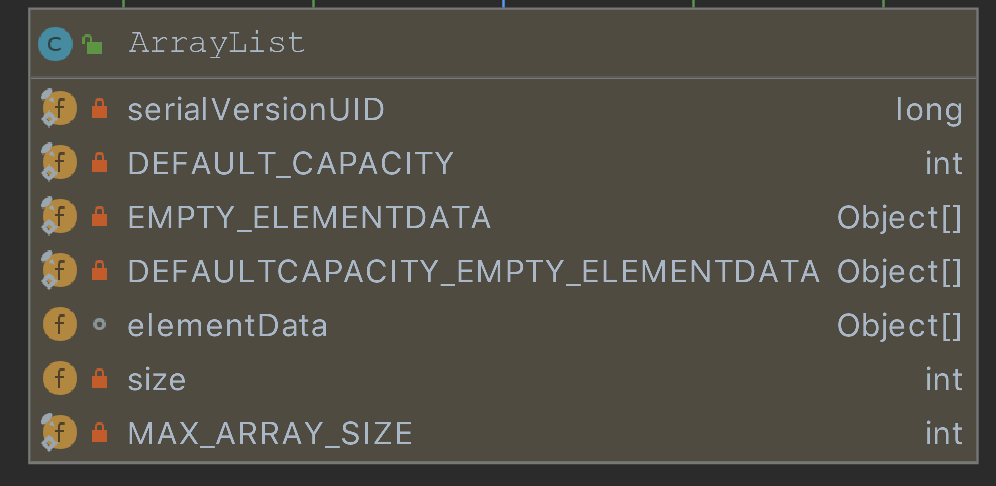 C ArrayList
f serialVersionUID long
f DEFAULT_CAPACITY int
f EMPTY_ELEMENTDATA Object[]
f DEFAULTCAPACITY_EMPTY_ELEMENTDATA Object[]
f elementData Object[]
f size int
f MAX_ARRAY_SIZE int